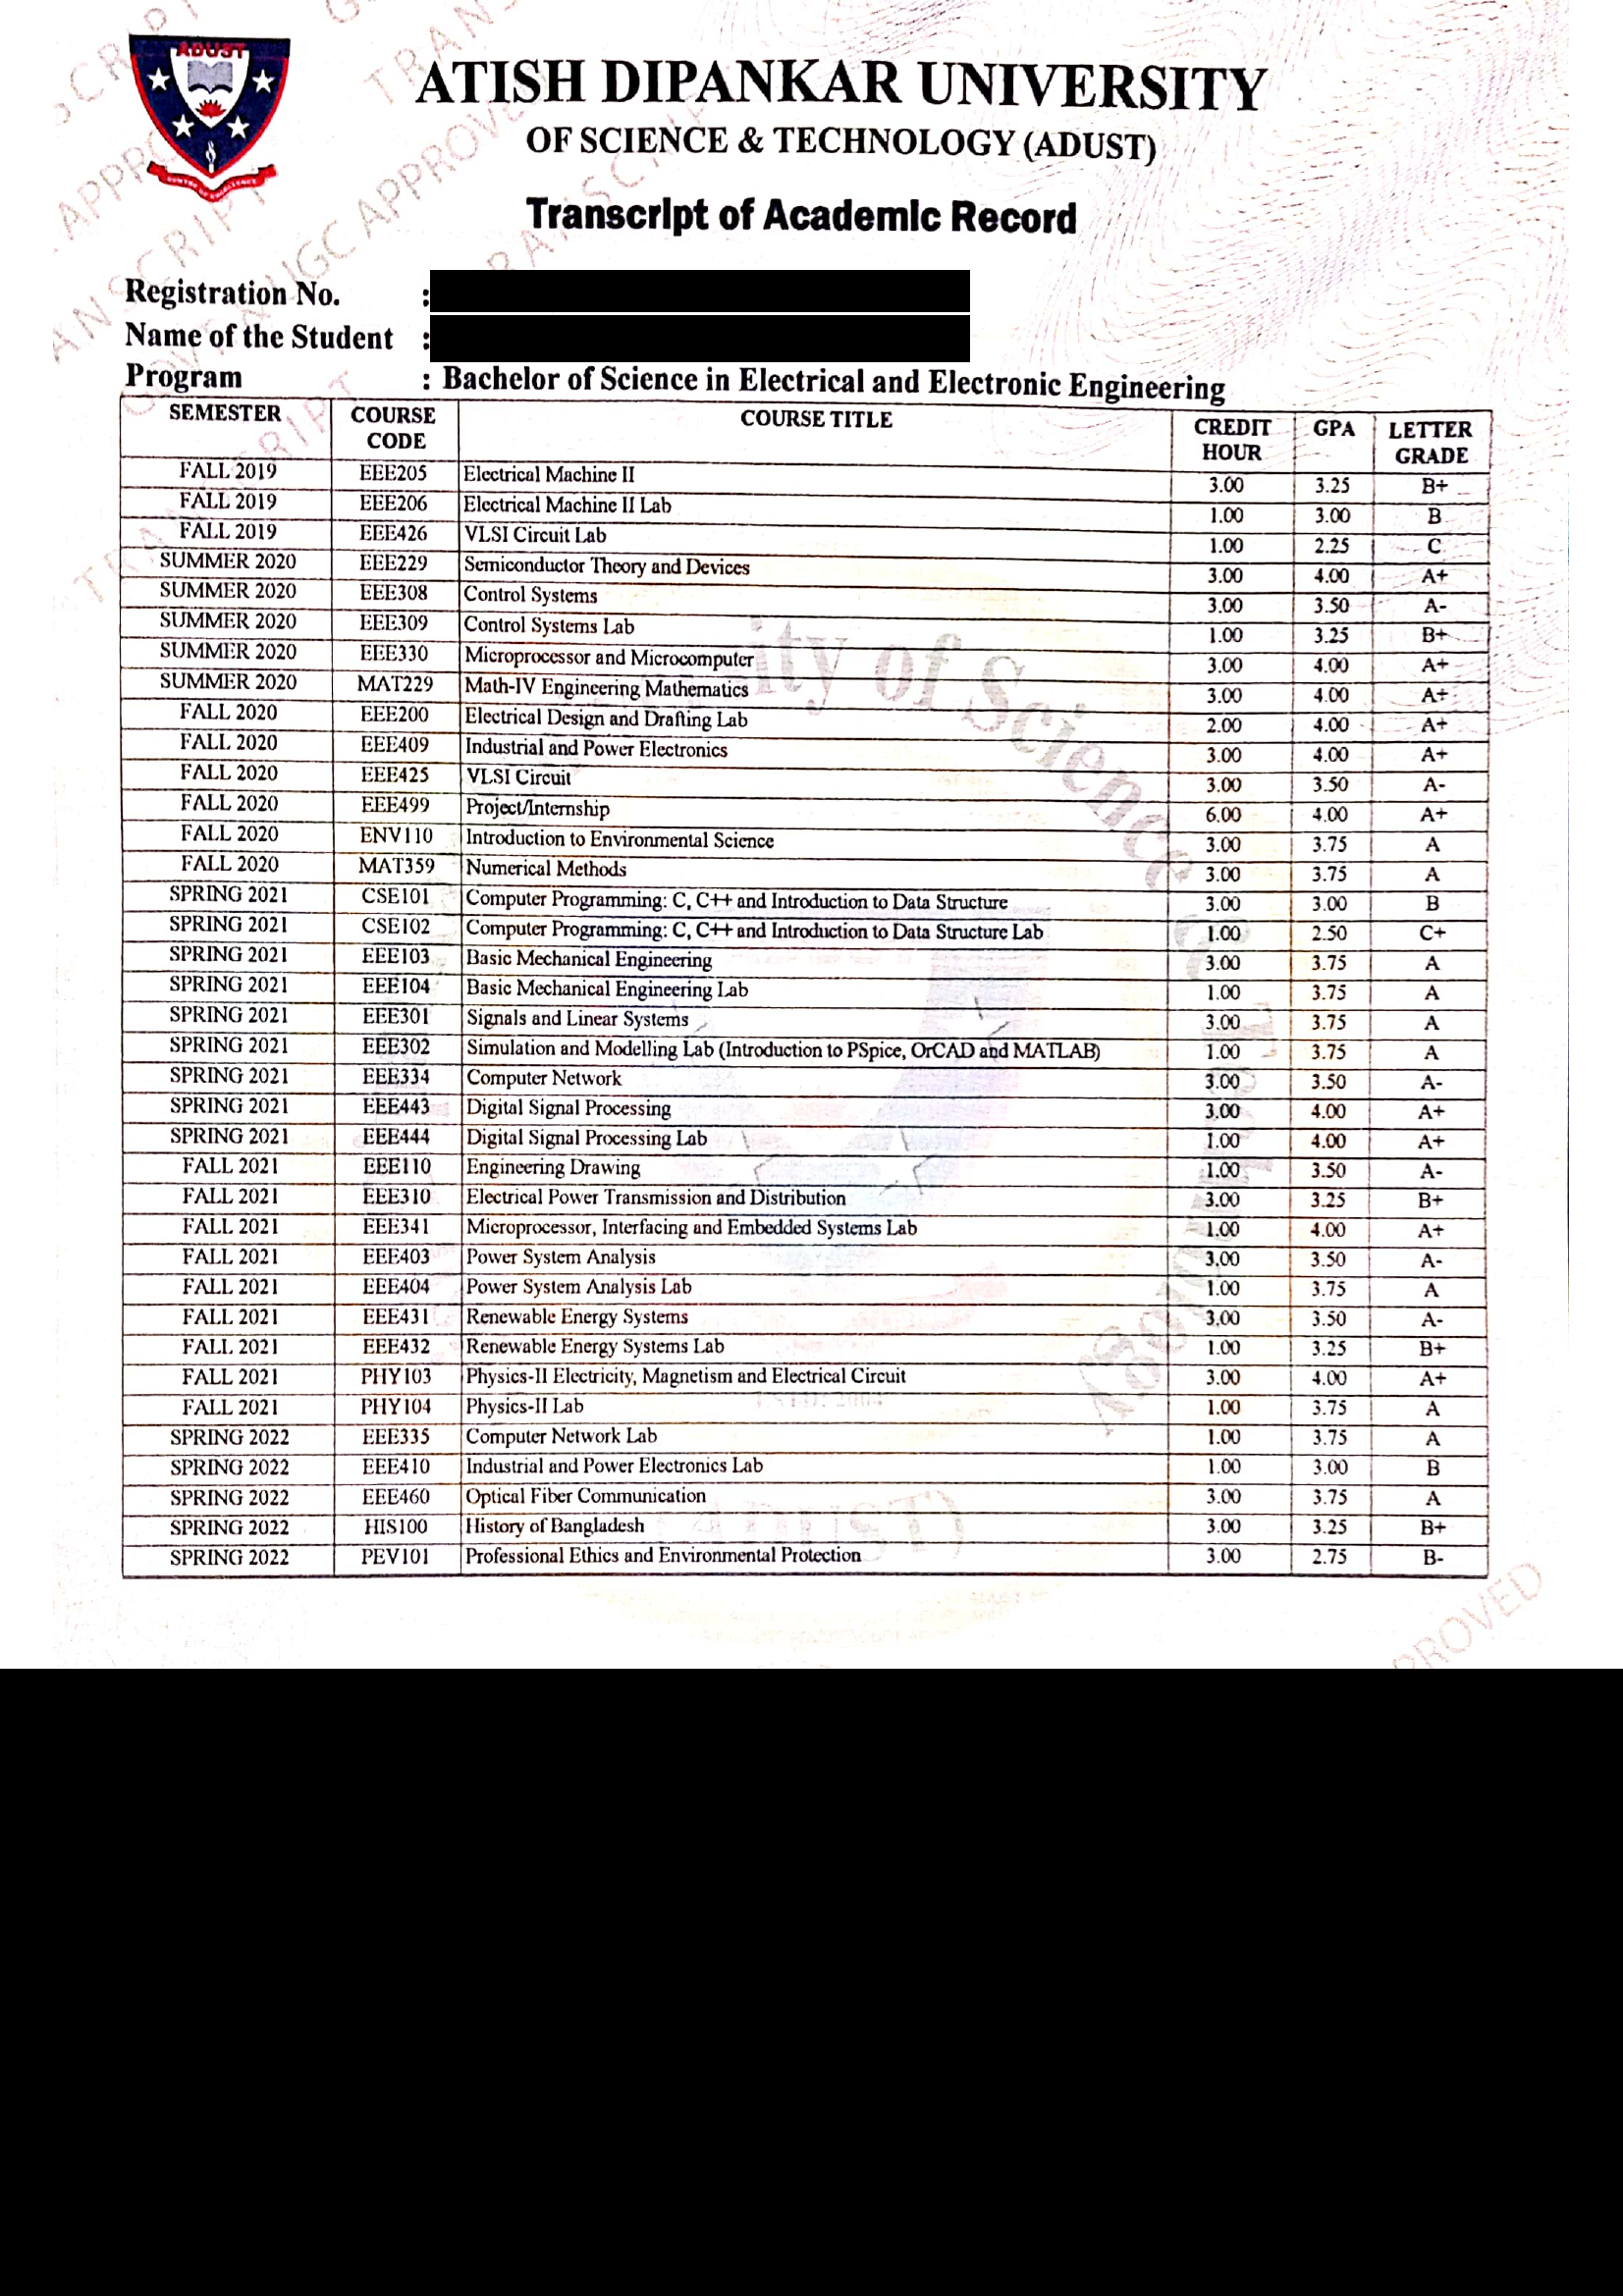 ADUST
ATISH DIPANKAR UNIVERSITY
OF SCIENCE & TECHNOLOGY (ADUST)
Transcript of Academic Record
Registration No. :
Name of the Student :
Program : Bachelor of Science in Electrical and Electronic Engineering
SEMESTER COURSE CODE COURSE TITLE CREDIT HOUR GPA LETTER GRADE
FALL 2019 EEE205 Electrical Machine II 3.00 3.25 B+
FALL 2019 EEE206 Electrical Machine II Lab 1.00 3.00 B
FALL 2019 EEE426 VLSI Circuit Lab 1.00 2.25 C
SUMMER 2020 EEE229 Semiconductor Theory and Devices 3.00 4.00 A+
SUMMER 2020 EEE308 Control Systems 3.00 3.50 A-
SUMMER 2020 EEE309 Control Systems Lab 1.00 3.25 B+
SUMMER 2020 EEE330 Microprocessor and Microcomputer 3.00 4.00 A+
SUMMER 2020 MAT229 Math-IV Engineering Mathematics 3.00 4.00 A+
FALL 2020 EEE200 Electrical Design and Drafting Lab 2.00 4.00 A+
FALL 2020 EEE409 Industrial and Power Electronics 3.00 4.00 A+
FALL 2020 EEE425 VLSI Circuit 3.00 3.50 A-
FALL 2020 EEE499 Project/Internship 6.00 4.00 A+
FALL 2020 ENV110 Introduction to Environmental Science 3.00 3.75 A
FALL 2020 MAT359 Numerical Methods 3.00 3.75 A
SPRING 2021 CSE101 Computer Programming: C, C++ and Introduction to Data Structure 3.00 3.00 B
SPRING 2021 CSE102 Computer Programming: C, C++ and Introduction to Data Structure Lab 1.00 2.50 C+
SPRING 2021 EEE103 Basic Mechanical Engineering 3.00 3.75 A
SPRING 2021 EEE104 Basic Mechanical Engineering Lab 1.00 3.75 A
SPRING 2021 EEE301 Signals and Linear Systems 3.00 3.75 A
SPRING 2021 EEE302 Simulation and Modelling Lab (Introduction to PSpice, OrCAD and MATLAB) 1.00 3.75 A
SPRING 2021 EEE334 Computer Network 3.00 3.50 A-
SPRING 2021 EEE443 Digital Signal Processing 3.00 4.00 A+
SPRING 2021 EEE444 Digital Signal Processing Lab 1.00 4.00 A+
FALL 2021 EEE110 Engineering Drawing 1.00 3.50 A-
FALL 2021 EEE310 Electrical Power Transmission and Distribution 3.00 3.25 B+
FALL 2021 EEE341 Microprocessor, Interfacing and Embedded Systems Lab 1.00 4.00 A+
FALL 2021 EEE403 Power System Analysis 3.00 3.50 A-
FALL 2021 EEE404 Power System Analysis Lab 1.00 3.75 A
FALL 2021 EEE431 Renewable Energy Systems 3.00 3.50 A-
FALL 2021 EEE432 Renewable Energy Systems Lab 1.00 3.25 B+
FALL 2021 PHY103 Physics-II Electricity, Magnetism and Electrical Circuit 3.00 4.00 A+
FALL 2021 PHY104 Physics-II Lab 1.00 3.75 A
SPRING 2022 EEE335 Computer Network Lab 1.00 3.75 A
SPRING 2022 EEE410 Industrial and Power Electronics Lab 1.00 3.00 B
SPRING 2022 EEE460 Optical Fiber Communication 3.00 3.75 A
SPRING 2022 HIS100 History of Bangladesh 3.00 3.25 B+
SPRING 2022 PEV101 Professional Ethics and Environmental Protection 3.00 2.75 B-